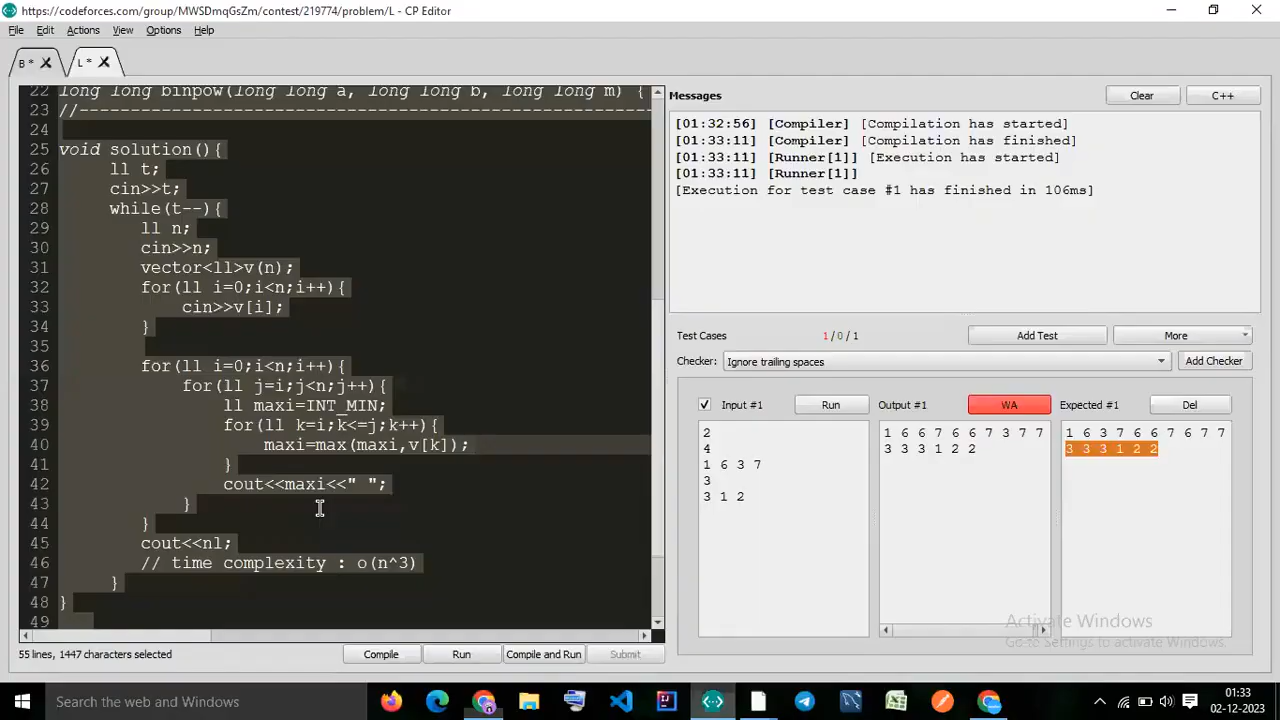 https://codeforces.com/group/MWSDmqGsZm/contest/219774/problem/L - CP Editor
File Edit Actions View Options Help
B * L *
22 long long binpow(long long a, long long b, long long m) {
23 //-------------------------------------------------------
24
25 void solution(){
26 ll t;
27 cin>>t;
28 while(t--){
29 ll n;
30 cin>>n;
31 vector<ll>v(n);
32 for(ll i=0;i<n;i++){
33 cin>>v[i];
34 }
35
36 for(ll i=0;i<n;i++){
37 for(ll j=i;j<n;j++){
38 ll maxi=INT_MIN;
39 for(ll k=i;k<=j;k++){
40 maxi=max(maxi,v[k]);
41 }
42 cout<<maxi<<" ";
43 }
44 }
45 cout<<nl;
46 // time complexity : o(n^3)
47 }
48 }
49
55 lines, 1447 characters selected
Compile Run Compile and Run Submit
Messages Clear C++
[01:32:56] [Compiler] [Compilation has started]
[01:33:11] [Compiler] [Compilation has finished]
[01:33:11] [Runner[1]] [Execution has started]
[01:33:11] [Runner[1]]
[Execution for test case #1 has finished in 106ms]
Test Cases 1 / 0 / 1 Add Test More
Checker: Ignore trailing spaces Add Checker
Input #1 Run Output #1 WA Expected #1 Del
2
4
1 6 3 7
3
3 1 2
1 6 6 7 6 6 7 3 7 7
3 3 3 1 2 2
1 6 3 7 6 6 7 6 7 7
3 3 3 1 2 2
Activate Windows
Go to Settings to activate Windows.
Search the web and Windows
01:33
02-12-2023